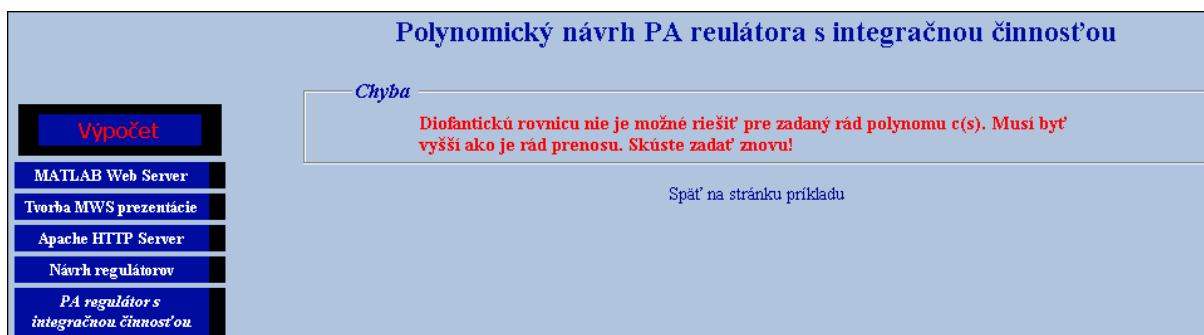 Polynomický návrh PA reulátora s integračnou činnosťou
Chyba
Diofantickú rovnicu nie je možné riešiť pre zadaný rád polynomu c(s). Musí byť
vyšší ako je rád prenosu. Skúste zadať znovu!
Späť na stránku príkladu
Výpočet
MATLAB Web Server
Tvorba MWS prezentácie
Apache HTTP Server
Návrh regulátorov
PA regulátor s
integračnou činnosťou